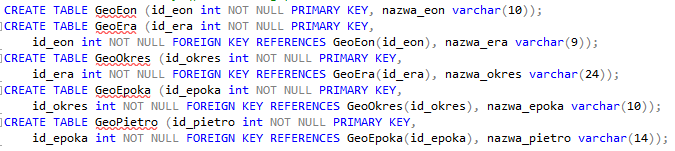 CREATE TABLE GeoEon (id_eon int NOT NULL PRIMARY KEY, nazwa_eon varchar(10));
CREATE TABLE GeoEra (id_era int NOT NULL PRIMARY KEY,
id_eon int NOT NULL FOREIGN KEY REFERENCES GeoEon(id_eon), nazwa_era varchar(9));
CREATE TABLE GeoOkres (id_okres int NOT NULL PRIMARY KEY,
id_era int NOT NULL FOREIGN KEY REFERENCES GeoEra(id_era), nazwa_okres varchar(24));
CREATE TABLE GeoEpoka (id_epoka int NOT NULL PRIMARY KEY,
id_okres int NOT NULL FOREIGN KEY REFERENCES GeoOkres(id_okres), nazwa_epoka varchar(10));
CREATE TABLE GeoPietro (id_pietro int NOT NULL PRIMARY KEY,
id_epoka int NOT NULL FOREIGN KEY REFERENCES GeoEpoka(id_epoka), nazwa_pietro varchar(14));